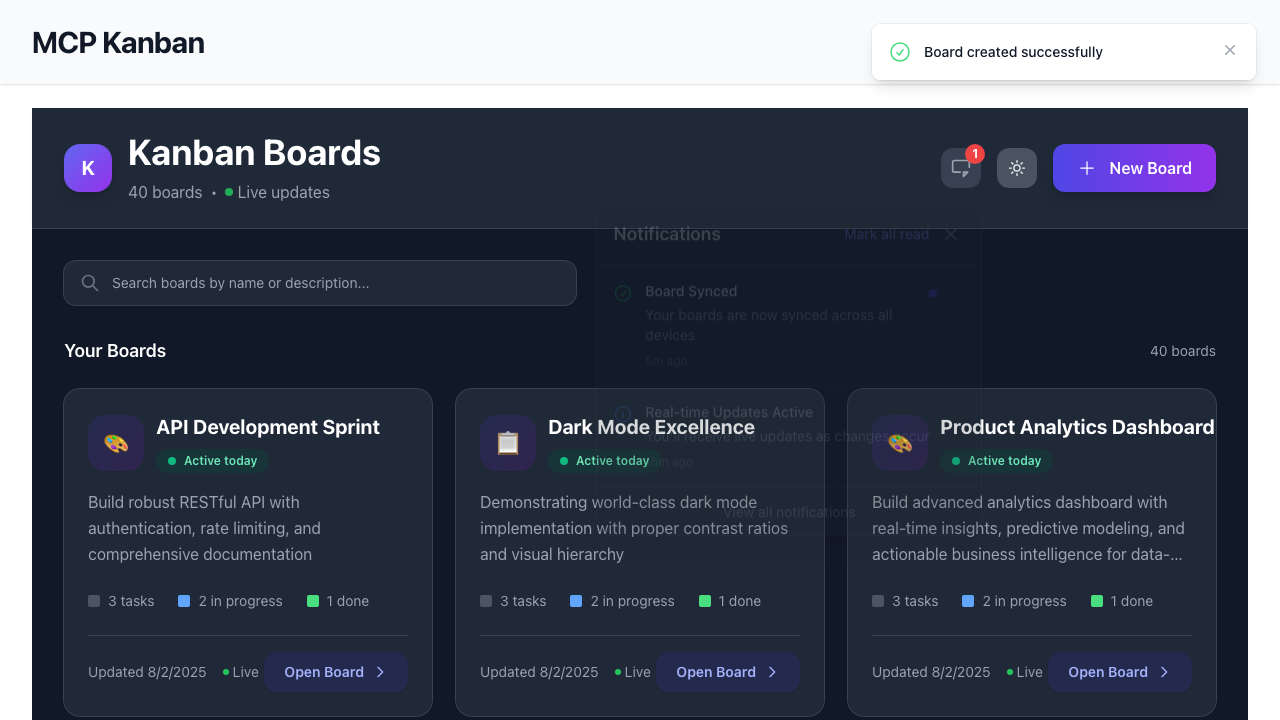 MCP Kanban
Board created successfully
K
Kanban Boards
40 boards • Live updates
1
New Board
Notifications
Mark all read
Board Synced
Your boards are now synced across all
devices
5m ago
Real-time Updates Active
You'll receive live updates as changes occur
View all notifications
Search boards by name or description...
Your Boards
40 boards
API Development Sprint
Active today
Build robust RESTful API with
authentication, rate limiting, and
comprehensive documentation
3 tasks 2 in progress 1 done
Updated 8/2/2025 Live Open Board
Demonstrating world-class dark mode
Dark Mode Excellence
Active today
implementation with proper contrast ratios
and visual hierarchy
3 tasks 2 in progress 1 done
Updated 8/2/2025 Live Open Board
Product Analytics Dashboard
Active today
Build advanced analytics dashboard with
real-time insights, predictive modeling, and
actionable business intelligence for data-...
3 tasks 2 in progress 1 done
Updated 8/2/2025 Live Open Board